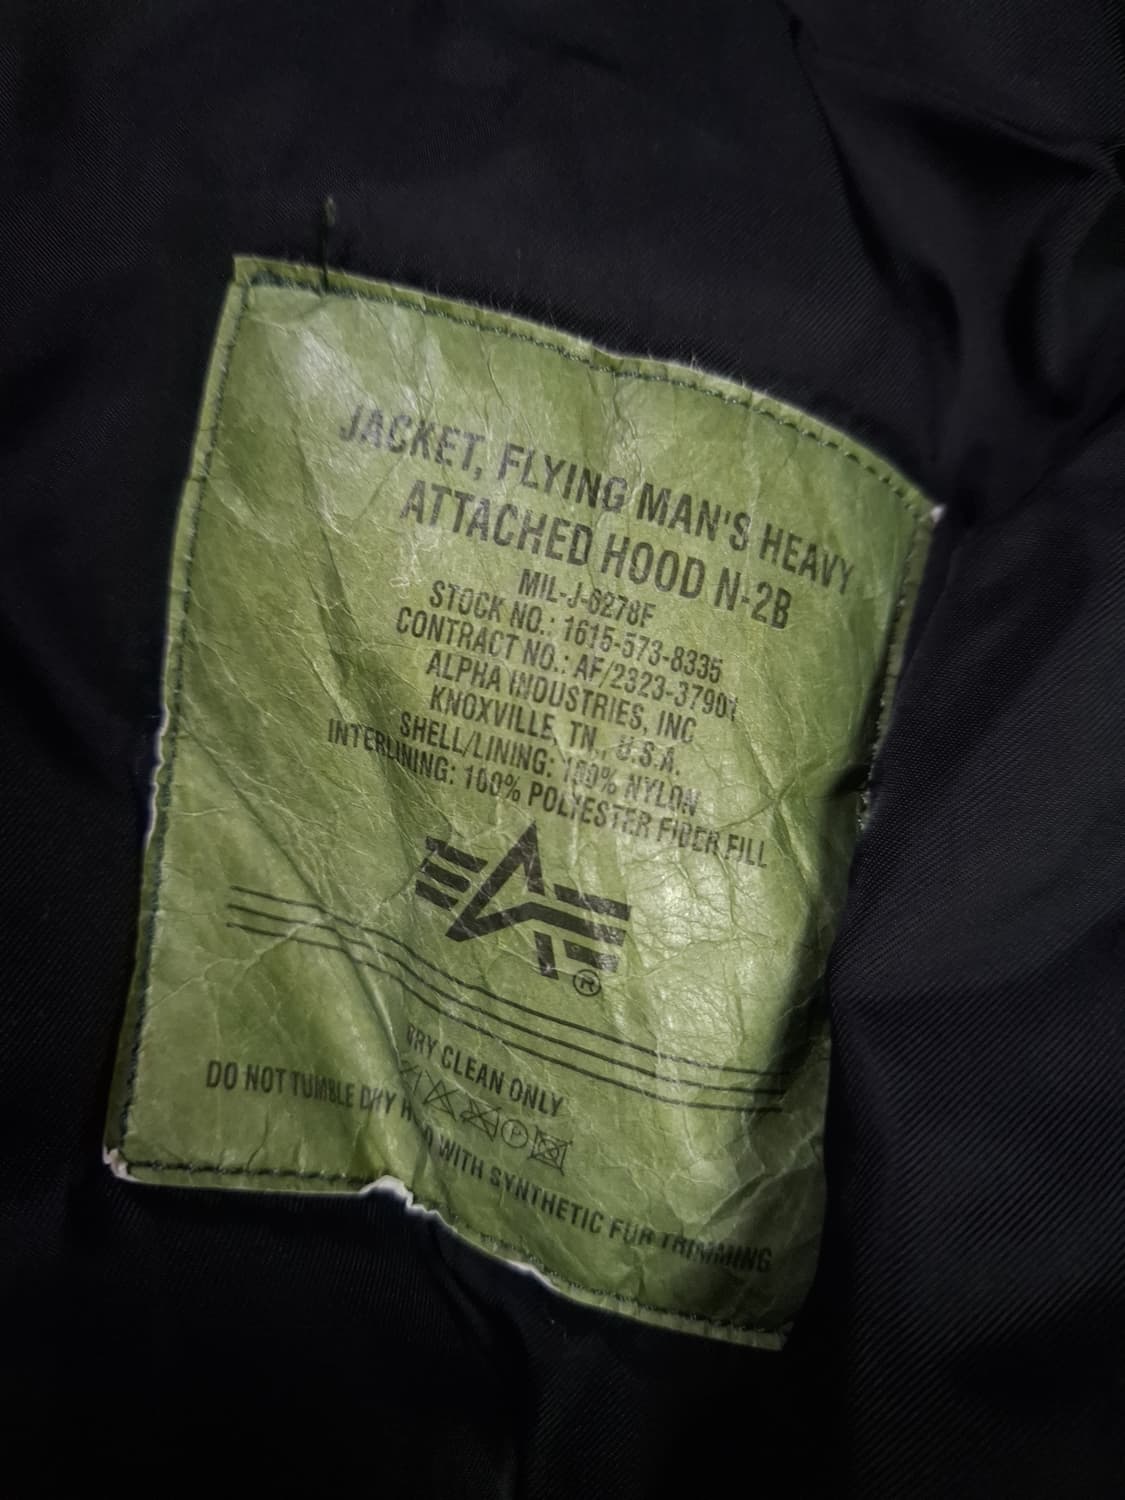 JACKET, FLYING MAN'S HEAVY
ATTACHED HOOD N-2B
MIL-J-6278F
STOCK NO.: 1615-573-8335
CONTRACT NO.: AF/2323-37901
ALPHA INDUSTRIES, INC
KNOXVILLE, TN., U.S.A.
SHELL/LINING: 100% NYLON
INTERLINING: 100% POLYESTER FIBER FILL
®
DRY CLEAN ONLY
P
DO NOT TUMBLE DRY WITH SYNTHETIC FUR TRIMMING